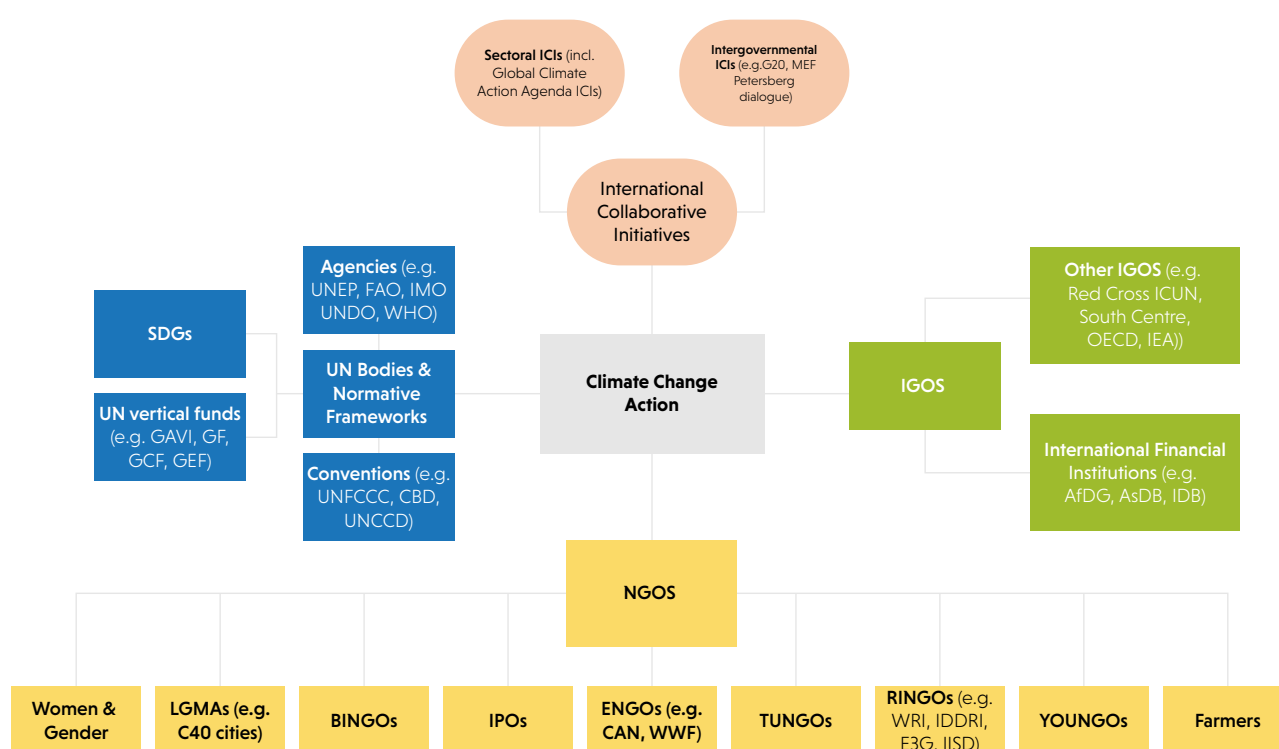 Sectoral ICIs (incl.
Global Climate
Action Agenda ICIs)
Intergovernmental
ICIs (e.g.G20, MEF
Petersberg
dialogue)
International
Collaborative
Initiatives
Agencies (e.g.
UNEP, FAO, IMO
UNDO, WHO)
SDGs
UN Bodies &
Normative
Frameworks
UN vertical funds
(e.g. GAVI, GF,
GCF, GEF)
Conventions (e.g.
UNFCCC, CBD,
UNCCD)
Climate Change
Action
Other IGOS (e.g.
Red Cross ICUN,
South Centre,
OECD, IEA))
IGOS
International Financial
Institutions (e.g.
AfDG, AsDB, IDB)
NGOS
Women &
Gender
LGMAs (e.g.
C40 cities)
BINGOs
IPOs
ENGOs (e.g.
CAN, WWF)
TUNGOs
RINGOs (e.g.
WRI, IDDRI,
E3G, IISD)
YOUNGOs
Farmers